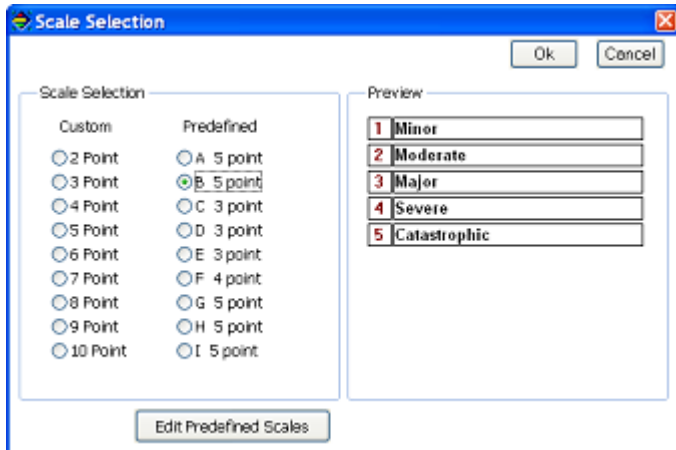 Scale Selection
Ok Cancel
Scale Selection
Custom Predefined
2 Point A 5 point
3 Point B 5 point
4 Point C 3 point
5 Point D 3 point
6 Point E 3 point
7 Point F 4 point
8 Point G 5 point
9 Point H 5 point
10 Point I 5 point
Edit Predefined Scales
Preview
1 Minor
2 Moderate
3 Major
4 Severe
5 Catastrophic